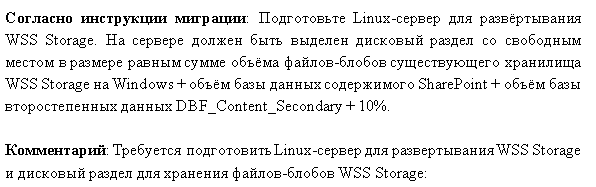 Согласно инструкции миграции: Подготовьте Linux-сервер для развёртывания
WSS Storage. На сервере должен быть выделен дисковый раздел со свободным
местом в размере равным сумме объёма файлов-блобов существующего хранилища
WSS Storage на Windows + объём базы данных содержимого SharePoint + объём базы
второстепенных данных DBF_Content_Secondary + 10%.
Комментарий: Требуется подготовить Linux-сервер для развертывания WSS Storage
и дисковый раздел для хранения файлов-блобов WSS Storage: